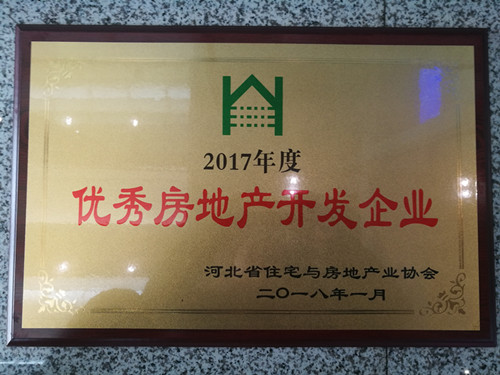 2017年度
优秀房地产开发企业
河北省住宅与房地产业协会
二〇一八年一月